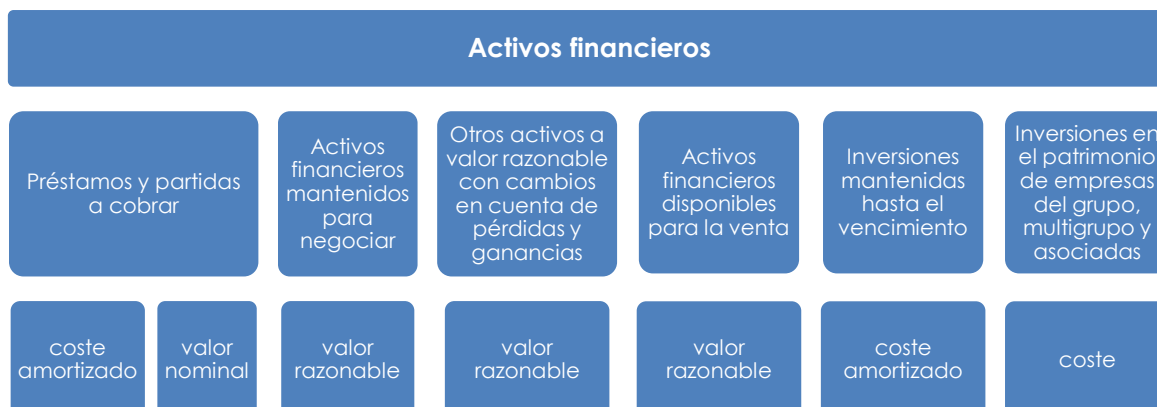 Activos financieros
Préstamos y partidas
a cobrar
Activos
financieros
mantenidos
para
negociar
Otros activos a
valor razonable
con cambios
en cuenta de
pérdidas y
ganancias
Activos
financieros
disponibles
para la venta
Inversiones
mantenidas
hasta el
vencimiento
Inversiones en
el patrimonio
de empresas
del grupo,
multigrupo y
asociadas
coste
amortizado
valor
nominal
valor
razonable
valor
razonable
valor
razonable
coste
amortizado
coste